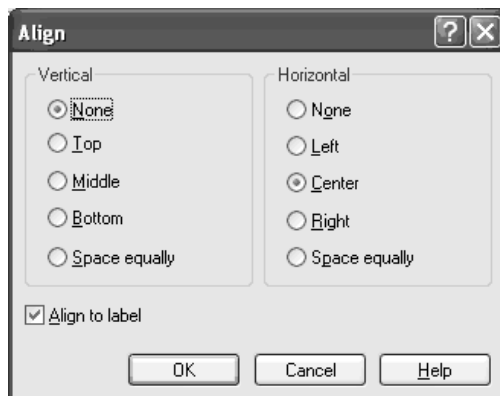 Align
Vertical
None
Top
Middle
Bottom
Space equally
Horizontal
None
Left
Center
Right
Space equally
Align to label
OK Cancel Help